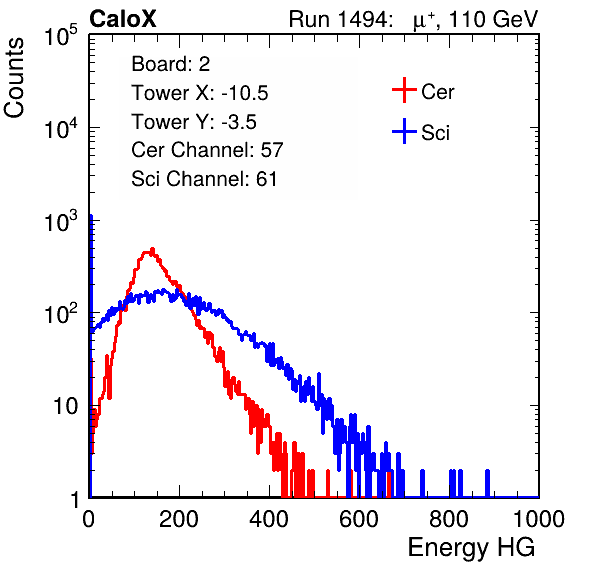 CaloX Run 1494: μ⁺, 110 GeV
Counts
10⁵
10⁴
10³
10²
10
1
Board: 2
Tower X: -10.5
Tower Y: -3.5
Cer Channel: 57
Sci Channel: 61
Cer
Sci
0 200 400 600 800 1000
Energy HG